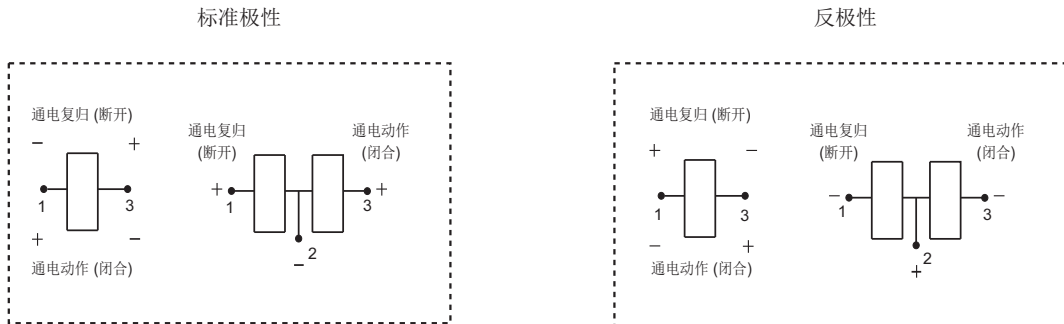 标准极性
通电复归 (断开)
− +
1 3
+ −
通电动作 (闭合)
通电复归
(断开)
通电动作
(闭合)
+ +
1 3
2
−
反极性
通电复归 (断开)
+ −
1 3
− +
通电动作 (闭合)
通电复归
(断开)
通电动作
(闭合)
− −
1 3
2
+